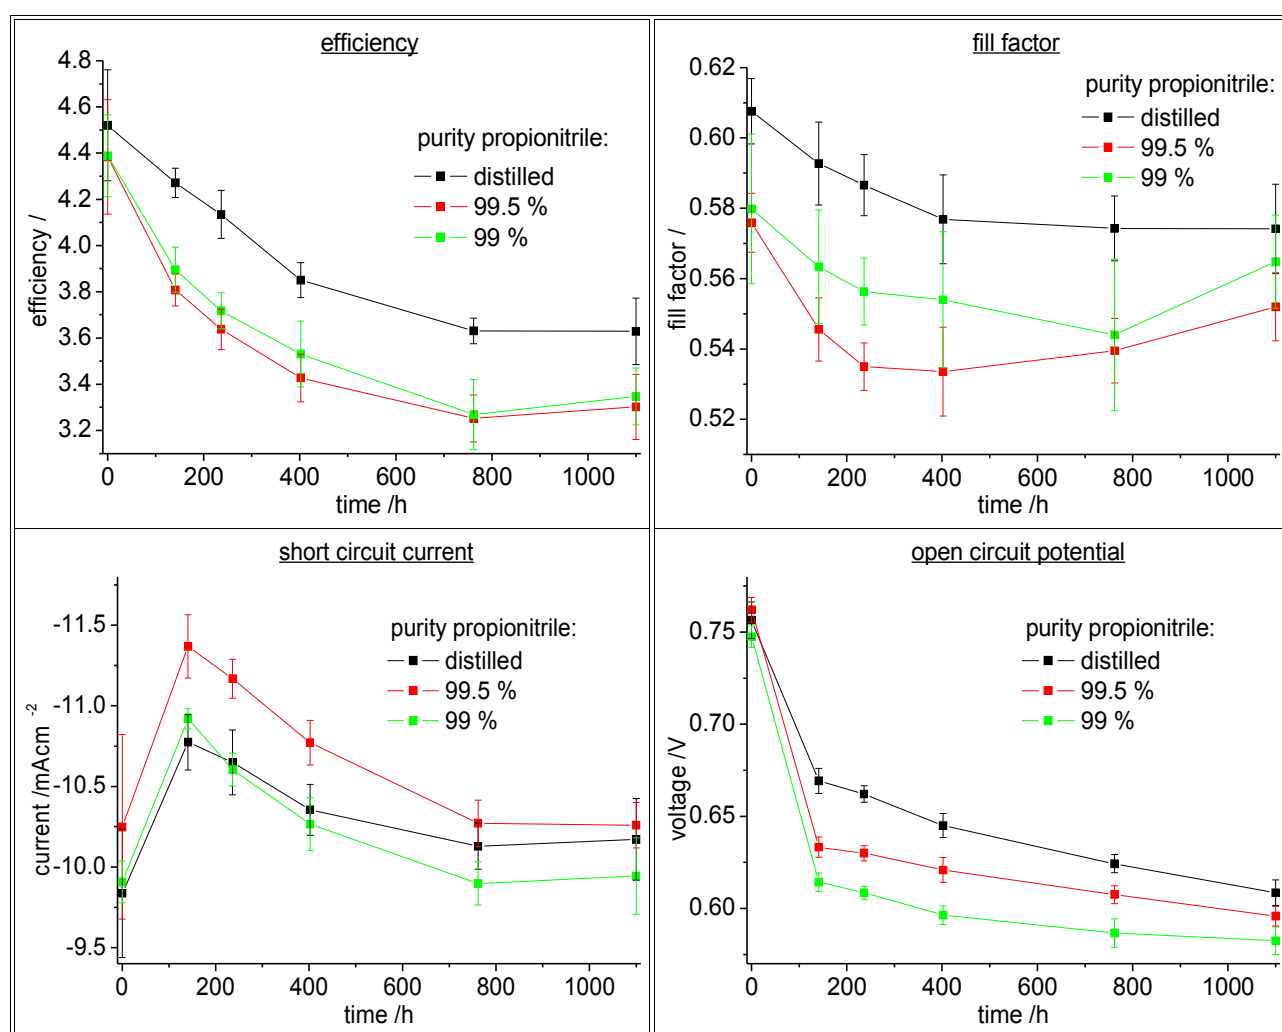 efficiency
4.8
4.6
4.4
4.2
4.0
3.8
3.6
3.4
3.2
efficiency /
purity propionitrile:
distilled
99.5 %
99 %
0 200 400 600 800 1000
time /h
fill factor
0.62
0.60
0.58
0.56
0.54
0.52
fill factor /
purity propionitrile:
distilled
99.5 %
99 %
0 200 400 600 800 1000
time /h
short circuit current
-11.5
-11.0
-10.5
-10.0
-9.5
current /mAcm⁻²
purity propionitrile:
distilled
99.5 %
99 %
0 200 400 600 800 1000
time /h
open circuit potential
0.75
0.70
0.65
0.60
voltage /V
purity propionitrile:
distilled
99.5 %
99 %
0 200 400 600 800 1000
time /h